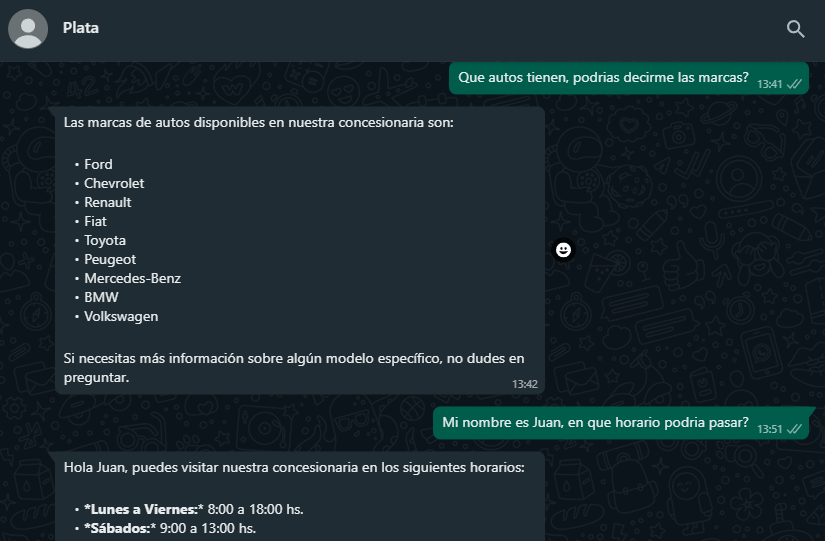 Plata
Que autos tienen, podrias decirme las marcas? 13:41
Las marcas de autos disponibles en nuestra concesionaria son:
• Ford
• Chevrolet
• Renault
• Fiat
• Toyota
• Peugeot
• Mercedes-Benz
• BMW
• Volkswagen
Si necesitas más información sobre algún modelo específico, no dudes en
preguntar.
13:42
Mi nombre es Juan, en que horario podria pasar? 13:51
Hola Juan, puedes visitar nuestra concesionaria en los siguientes horarios:
• *Lunes a Viernes:* 8:00 a 18:00 hs.
• *Sábados:* 9:00 a 13:00 hs.